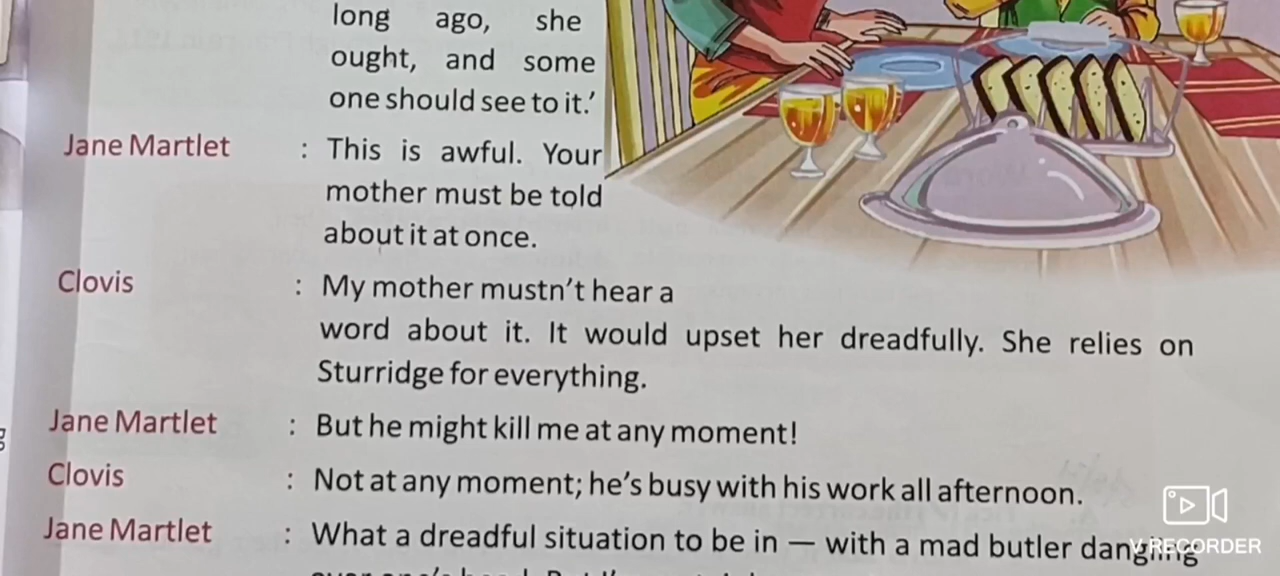 long ago, she
ought, and some
one should see to it.’
Jane Martlet : This is awful. Your
mother must be told
about it at once.
Clovis : My mother mustn’t hear a
word about it. It would upset her dreadfully. She relies on
Sturridge for everything.
Jane Martlet : But he might kill me at any moment!
Clovis : Not at any moment; he’s busy with his work all afternoon.
Jane Martlet : What a dreadful situation to be in — with a mad butler dangling
V RECORDER